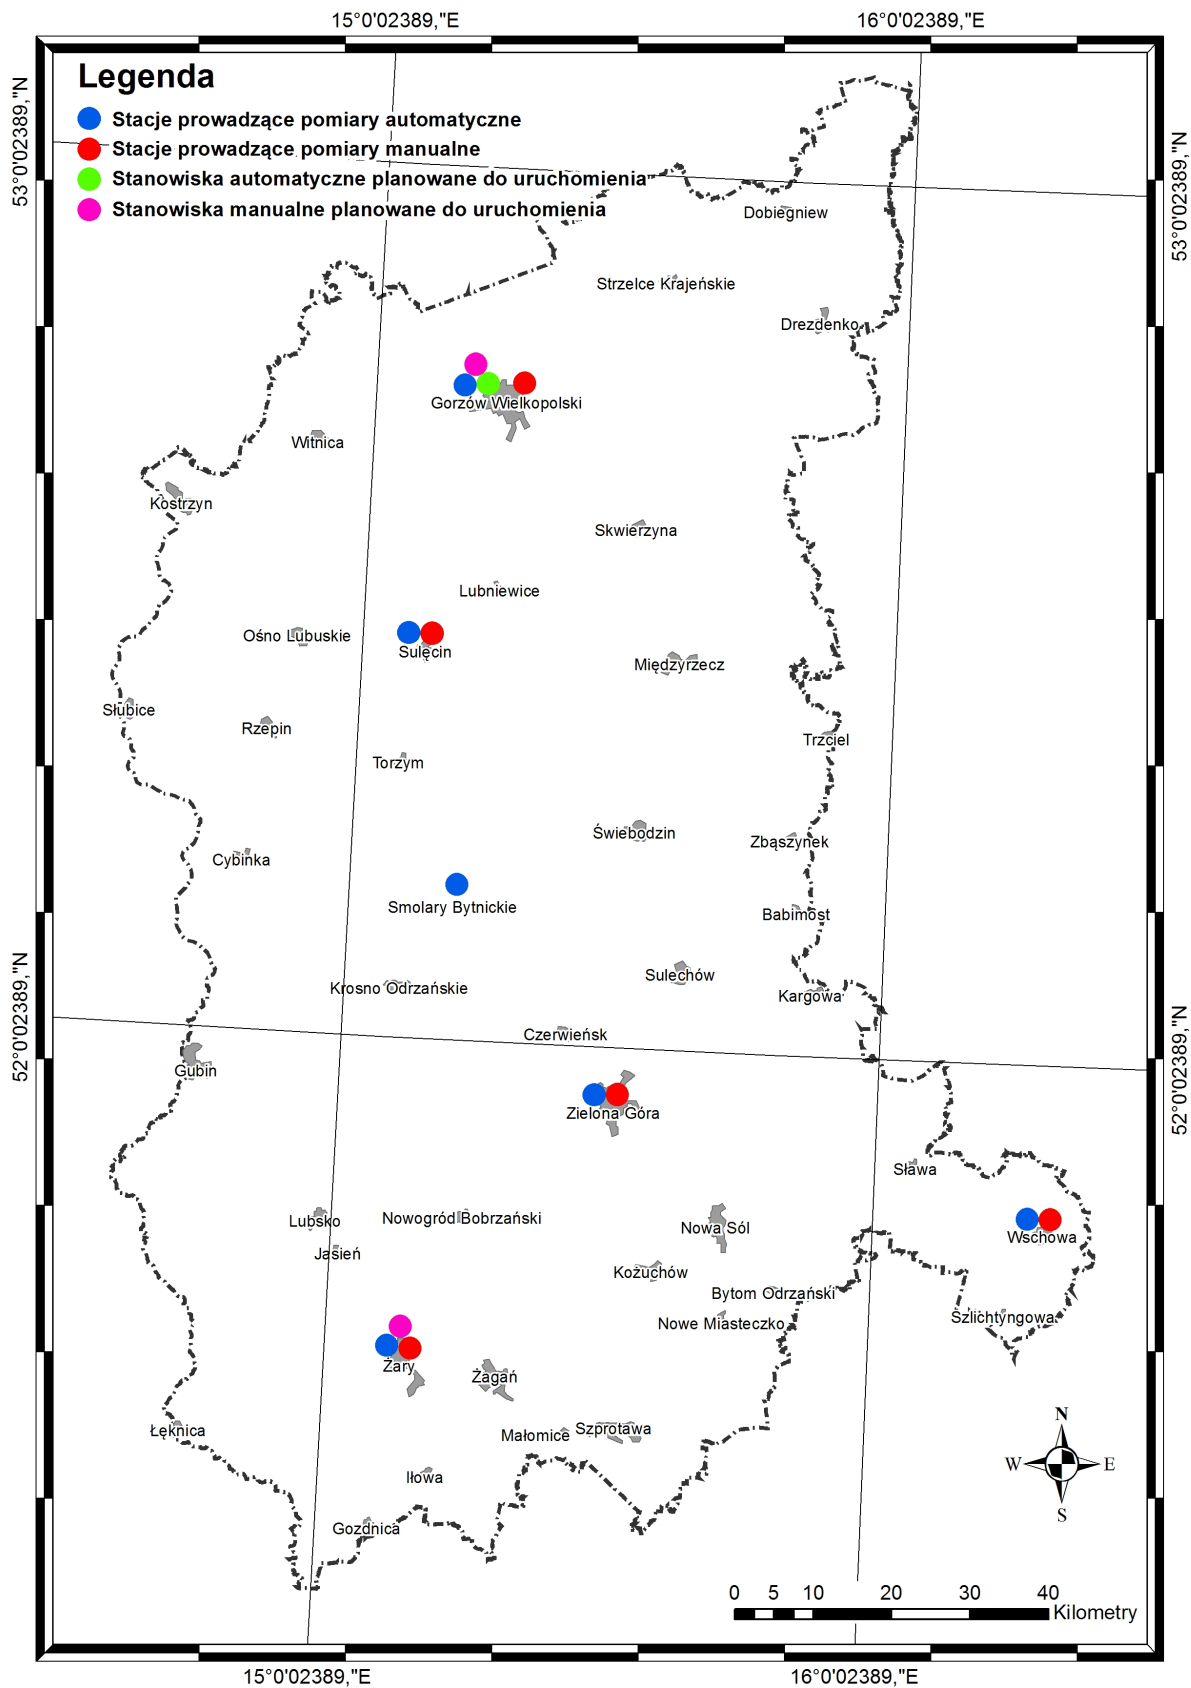 15°0'02389,"E
16°0'02389,"E
53°0'02389,"N
53°0'02389,"N
Legenda
Stacje prowadzące pomiary automatyczne
Stacje prowadzące pomiary manualne
Stanowiska automatyczne planowane do uruchomienia
Stanowiska manualne planowane do uruchomienia
Dobiegniew
Strzelce Krajeńskie
Drezdenko
Gorzów Wielkopolski
Witnica
Kostrzyn
Skwierzyna
Lubniewice
Ośno Lubuskie
Sulęcin
Międzyrzecz
Słubice
Rzepin
Trzciel
Torzym
Świebodzin
Zbąszynek
Cybinka
Smolary Bytnickie
Babimost
Sulechów
Krosno Odrzańskie
Kargowa
52°0'02389,"N
52°0'02389,"N
Czerwieńsk
Gubin
Zielona Góra
Sława
Lubsko
Nowogród Bobrzański
Nowa Sól
Wschowa
Jasień
Kożuchów
Bytom Odrzański
Nowe Miasteczko
Szlichtyngowa
Żary
Żagań
Łęknica
Małomice
Szprotawa
Iłowa
Gozdnica
N
W
E
S
0 5 10 20 30 40
Kilometry
15°0'02389,"E
16°0'02389,"E